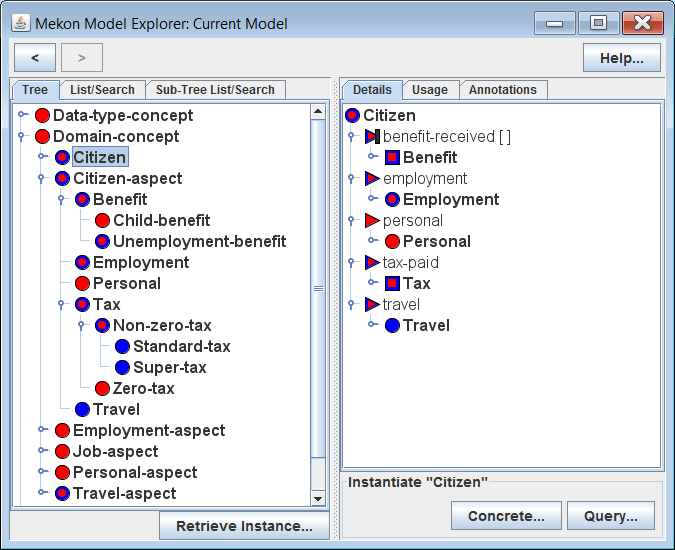 Mekon Model Explorer: Current Model
< > Help...
Tree List/Search Sub-Tree List/Search
Data-type-concept
Domain-concept
Citizen
Citizen-aspect
Benefit
Child-benefit
Unemployment-benefit
Employment
Personal
Tax
Non-zero-tax
Standard-tax
Super-tax
Zero-tax
Travel
Employment-aspect
Job-aspect
Personal-aspect
Travel-aspect
Retrieve Instance...
Details Usage Annotations
Citizen
benefit-received [ ]
Benefit
employment
Employment
personal
Personal
tax-paid
Tax
travel
Travel
Instantiate "Citizen"
Concrete... Query...